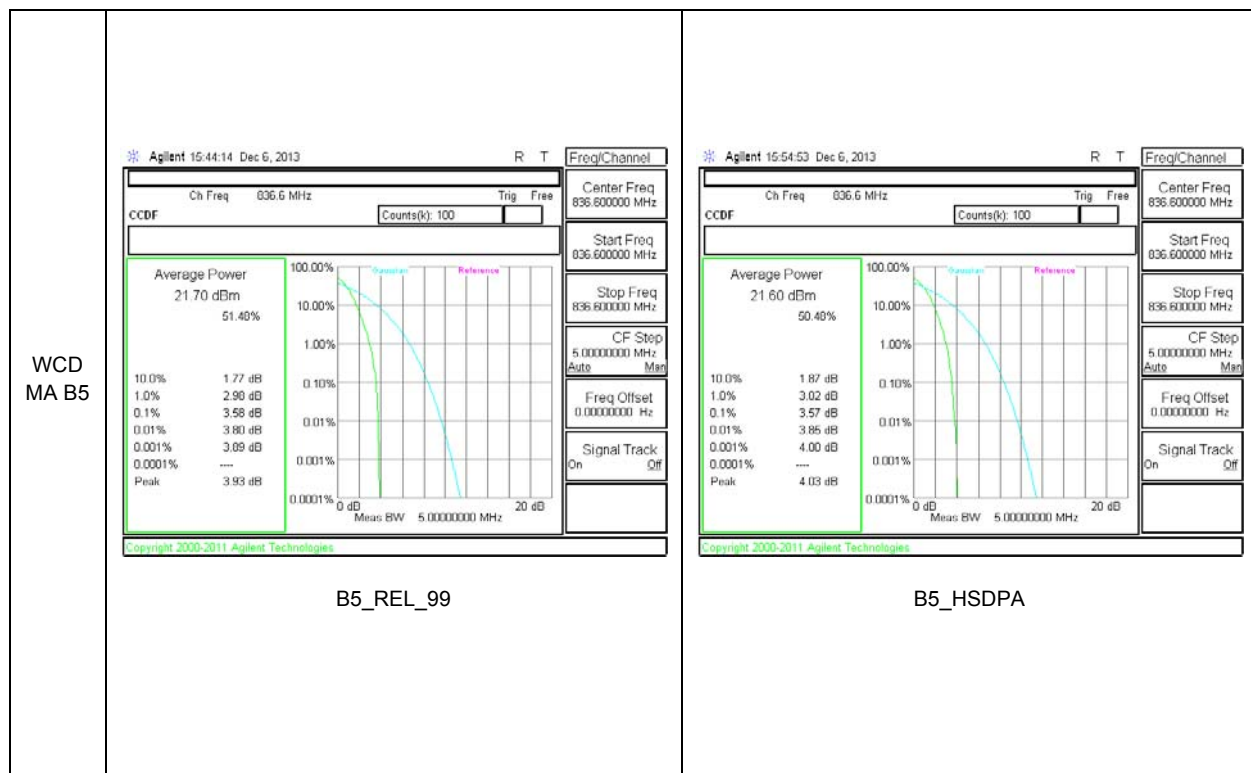 WCD
MA B5
Agilent 15:44:14 Dec 6, 2013 R T
Ch Freq 836.6 MHz Trig Free
CCDF Counts(k): 100
Average Power
21.70 dBm
51.40%
10.0% 1.77 dB
1.0% 2.98 dB
0.1% 3.58 dB
0.01% 3.80 dB
0.001% 3.89 dB
0.0001% ----
Peak 3.93 dB
Gaussian Reference
100.00%
10.00%
1.00%
0.10%
0.01%
0.001%
0.0001%
0 dB 20 dB
Meas BW 5.00000000 MHz
Copyright 2000-2011 Agilent Technologies
Freq/Channel
Center Freq
836.600000 MHz
Start Freq
836.600000 MHz
Stop Freq
836.600000 MHz
CF Step
5.00000000 MHz
Auto Man
Freq Offset
0.00000000 Hz
Signal Track
On Off
B5_REL_99
Agilent 15:54:53 Dec 6, 2013 R T
Ch Freq 836.6 MHz Trig Free
CCDF Counts(k): 100
Average Power
21.60 dBm
50.40%
10.0% 1.87 dB
1.0% 3.02 dB
0.1% 3.57 dB
0.01% 3.85 dB
0.001% 4.00 dB
0.0001% ----
Peak 4.03 dB
Gaussian Reference
100.00%
10.00%
1.00%
0.10%
0.01%
0.001%
0.0001%
0 dB 20 dB
Meas BW 5.00000000 MHz
Copyright 2000-2011 Agilent Technologies
Freq/Channel
Center Freq
836.600000 MHz
Start Freq
836.600000 MHz
Stop Freq
836.600000 MHz
CF Step
5.00000000 MHz
Auto Man
Freq Offset
0.00000000 Hz
Signal Track
On Off
B5_HSDPA